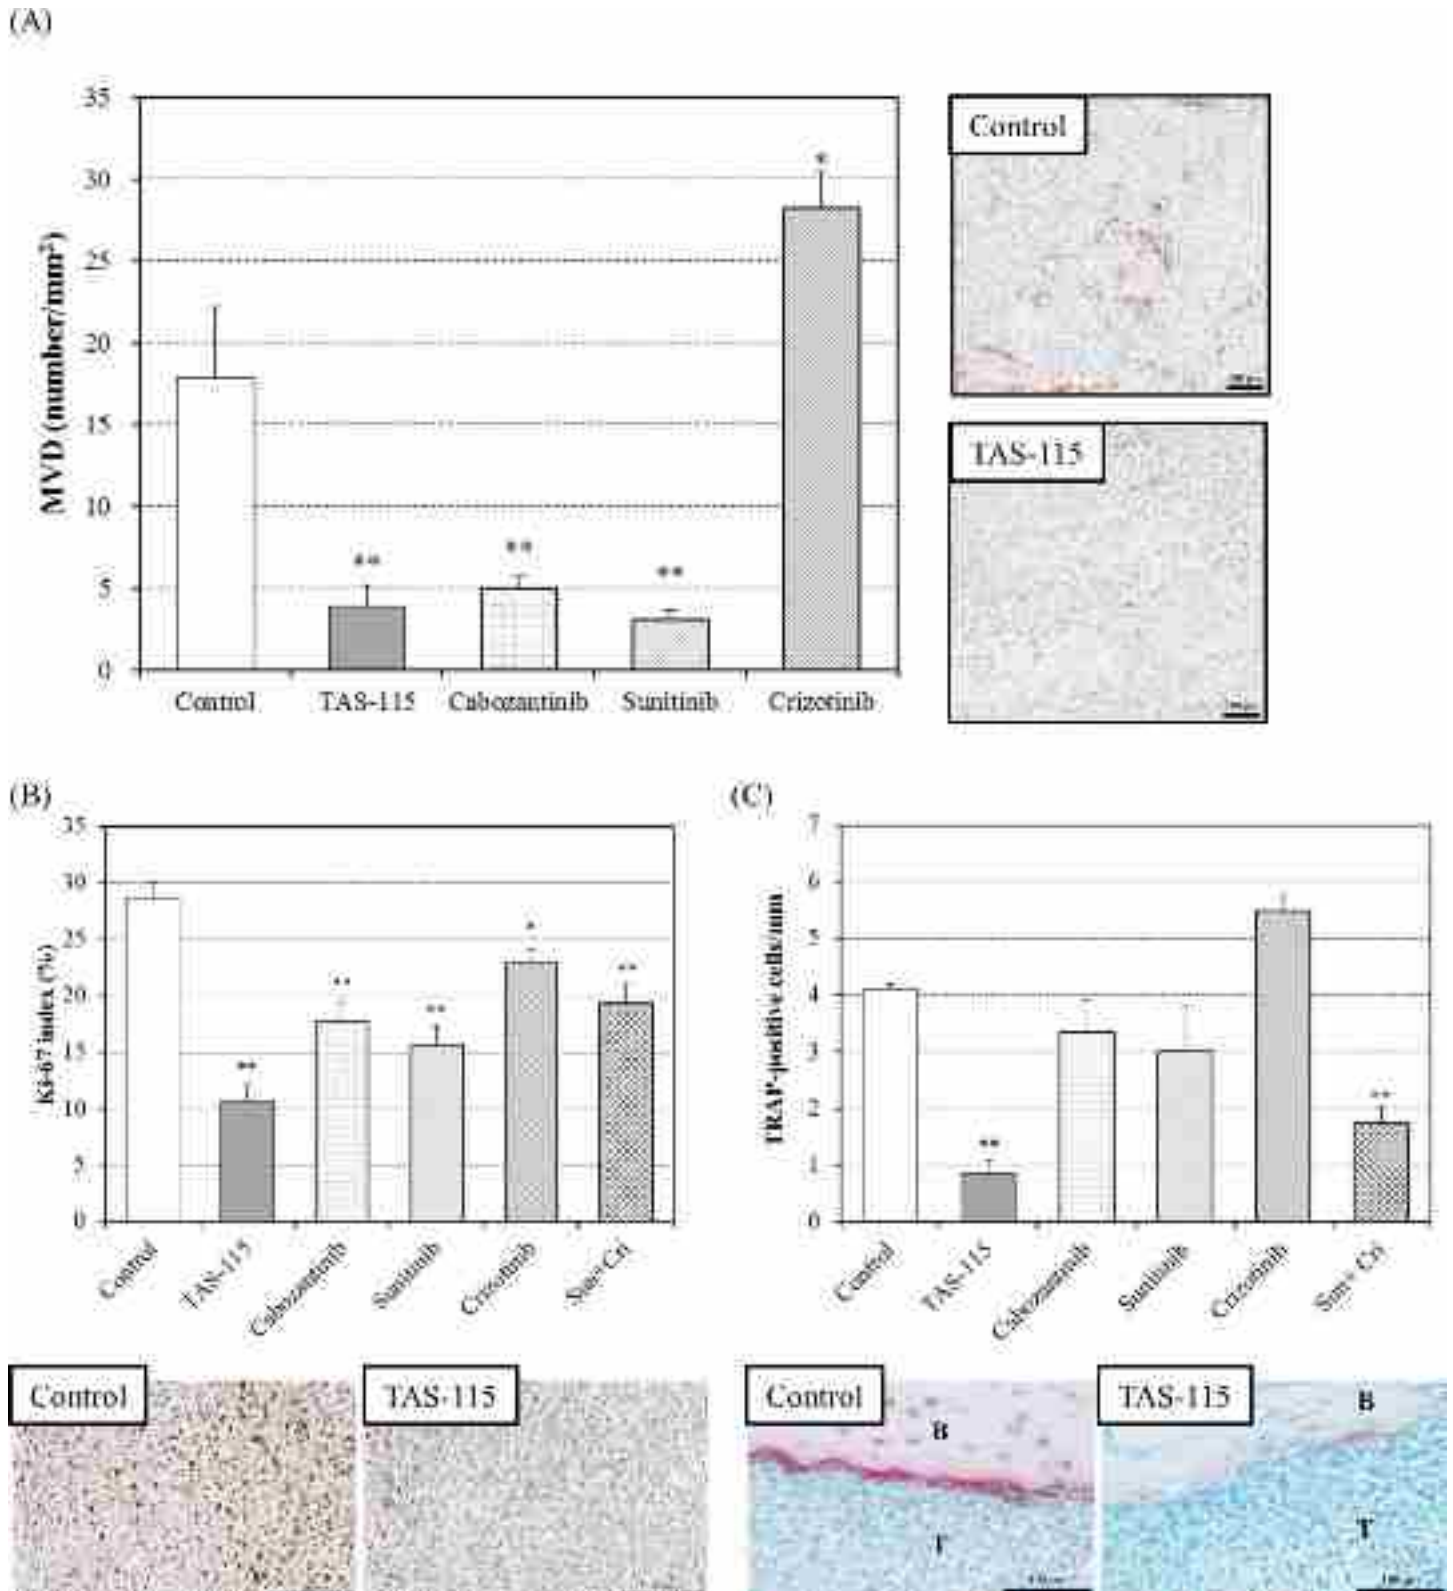 (A)
35
30
25
20
15
10
5
0
MVD (number/mm²)
*
**
**
**
Control
TAS-115
Cabozantinib
Sunitinib
Crizotinib
Control
TAS-115
(B)
35
30
25
20
15
10
5
0
Ki-67 index (%)
**
**
**
*
**
Control
TAS-115
Cabozantinib
Sunitinib
Crizotinib
Sun+ Cri
Control
TAS-115
(C)
7
6
5
4
3
2
1
0
TRAP-positive cells/mm
**
**
Control
TAS-115
Cabozantinib
Sunitinib
Crizotinib
Sun+ Cri
Control
B
T
TAS-115
B
T